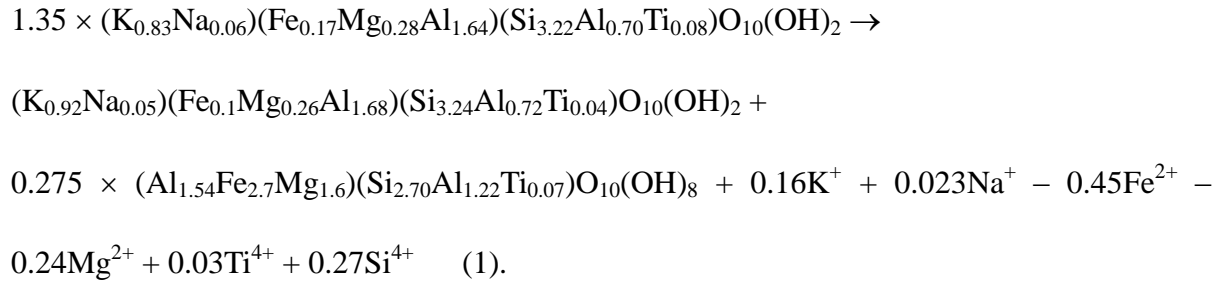 1.35 × (K₀.₈₃Na₀.₀₆)(Fe₀.₁₇Mg₀.₂₈Al₁.₆₄)(Si₃.₂₂Al₀.₇₀Ti₀.₀₈)O₁₀(OH)₂ →
(K₀.₉₂Na₀.₀₅)(Fe₀.₁Mg₀.₂₆Al₁.₆₈)(Si₃.₂₄Al₀.₇₂Ti₀.₀₄)O₁₀(OH)₂ +
0.275 × (Al₁.₅₄Fe₂.₇Mg₁.₆)(Si₂.₇₀Al₁.₂₂Ti₀.₀₇)O₁₀(OH)₈ + 0.16K⁺ + 0.023Na⁺ – 0.45Fe²⁺ –
0.24Mg²⁺ + 0.03Ti⁴⁺ + 0.27Si⁴⁺ (1).